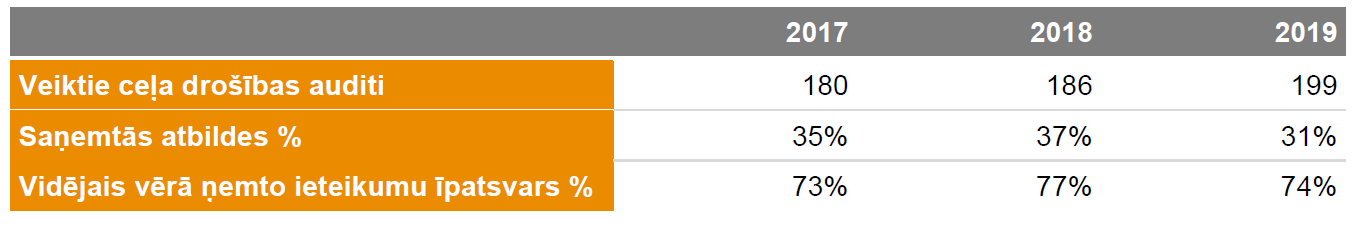 2017 2018 2019
Veiktie ceļa drošības auditi 180 186 199
Saņemtās atbildes % 35% 37% 31%
Vidējais vērā ņemto ieteikumu īpatsvars % 73% 77% 74%